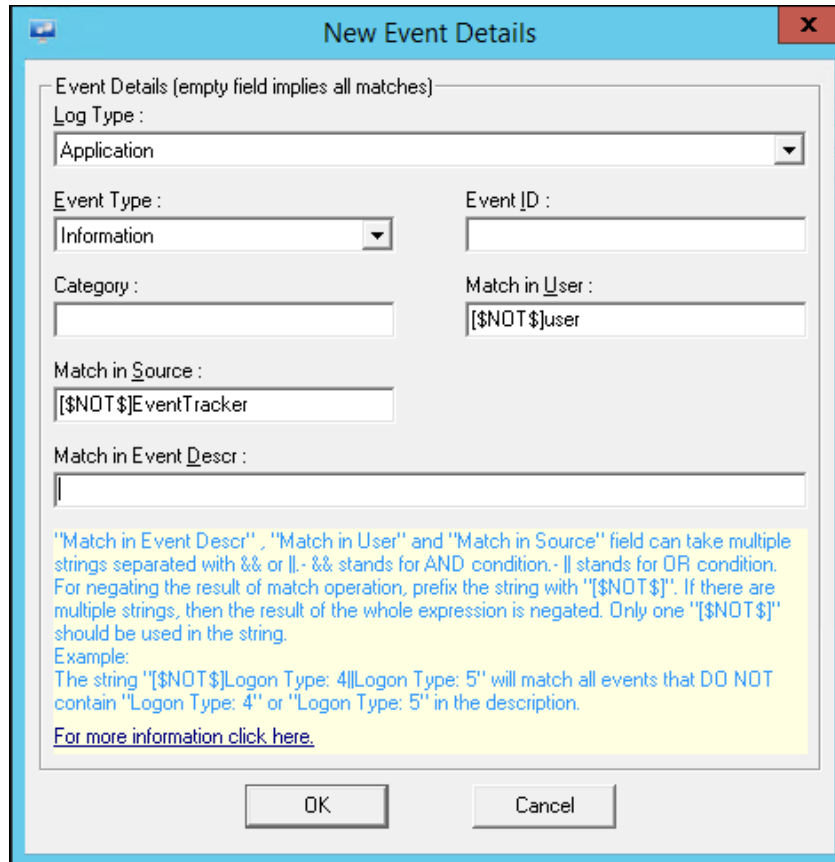 New Event Details
x
Event Details (empty field implies all matches)
Log Type :
Application
Event Type :
Event ID :
Information
Category :
Match in User :
[$NOT$]user
Match in Source :
[$NOT$]EventTracker
Match in Event Descr :
"Match in Event Descr" , "Match in User" and "Match in Source" field can take multiple
strings separated with && or ||.- && stands for AND condition.- || stands for OR condition.
For negating the result of match operation, prefix the string with "[$NOT$]". If there are
multiple strings, then the result of the whole expression is negated. Only one "[$NOT$]"
should be used in the string.
Example:
The string "[$NOT$]Logon Type: 4||Logon Type: 5" will match all events that DO NOT
contain "Logon Type: 4" or "Logon Type: 5" in the description.
For more information click here.
OK
Cancel